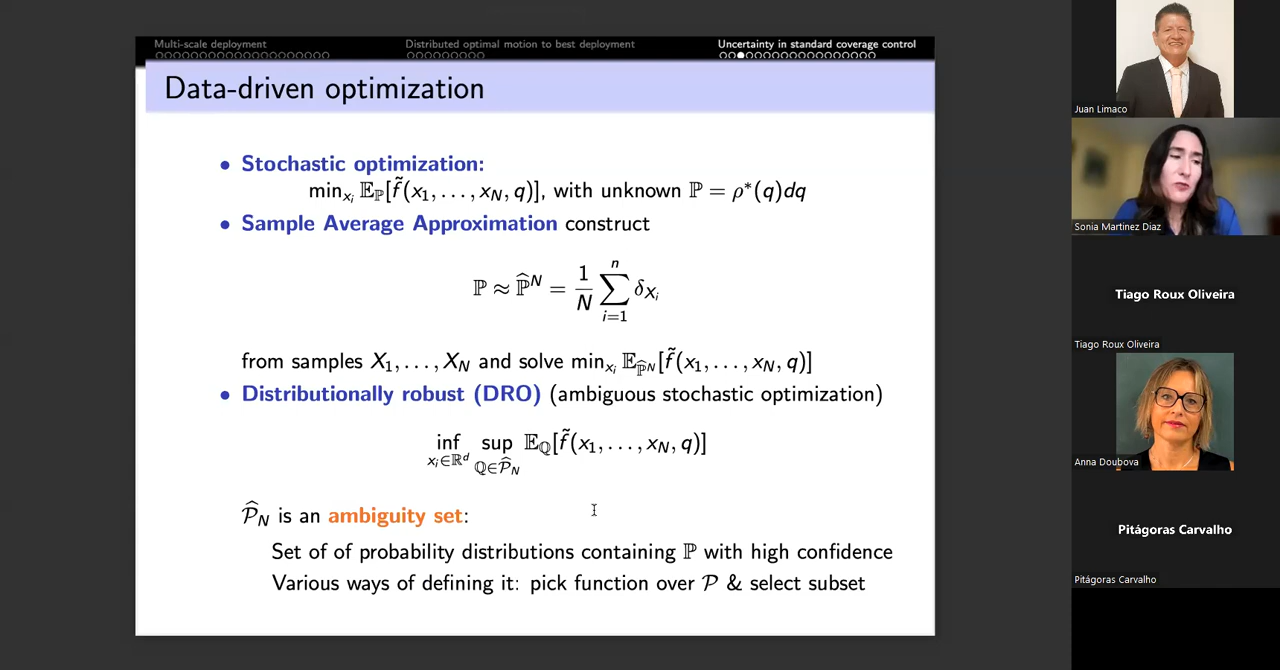 Multi-scale deployment
Distributed optimal motion to best deployment
Uncertainty in standard coverage control
Data-driven optimization
• Stochastic optimization:
min_{x_i} 𝔼_ℙ[f̃(x_1, . . . , x_N, q)], with unknown ℙ = ρ*(q)dq
• Sample Average Approximation construct
ℙ ≈ ℙ̂^N = 1/N ∑_{i=1}^{n} δ_{X_i}
from samples X_1, . . . , X_N and solve min_{x_i} 𝔼_{ℙ̂^N}[f̃(x_1, . . . , x_N, q)]
• Distributionally robust (DRO) (ambiguous stochastic optimization)
inf_{x_i∈ℝ^d} sup_{ℚ∈𝒫̂_N} 𝔼_ℚ[f̃(x_1, . . . , x_N, q)]
𝒫̂_N is an ambiguity set:
Set of of probability distributions containing ℙ with high confidence
Various ways of defining it: pick function over 𝒫 & select subset
Juan Limaco
Sonia Martinez Diaz
Tiago Roux Oliveira
Tiago Roux Oliveira
Anna Doubova
Pitágoras Carvalho
Pitágoras Carvalho